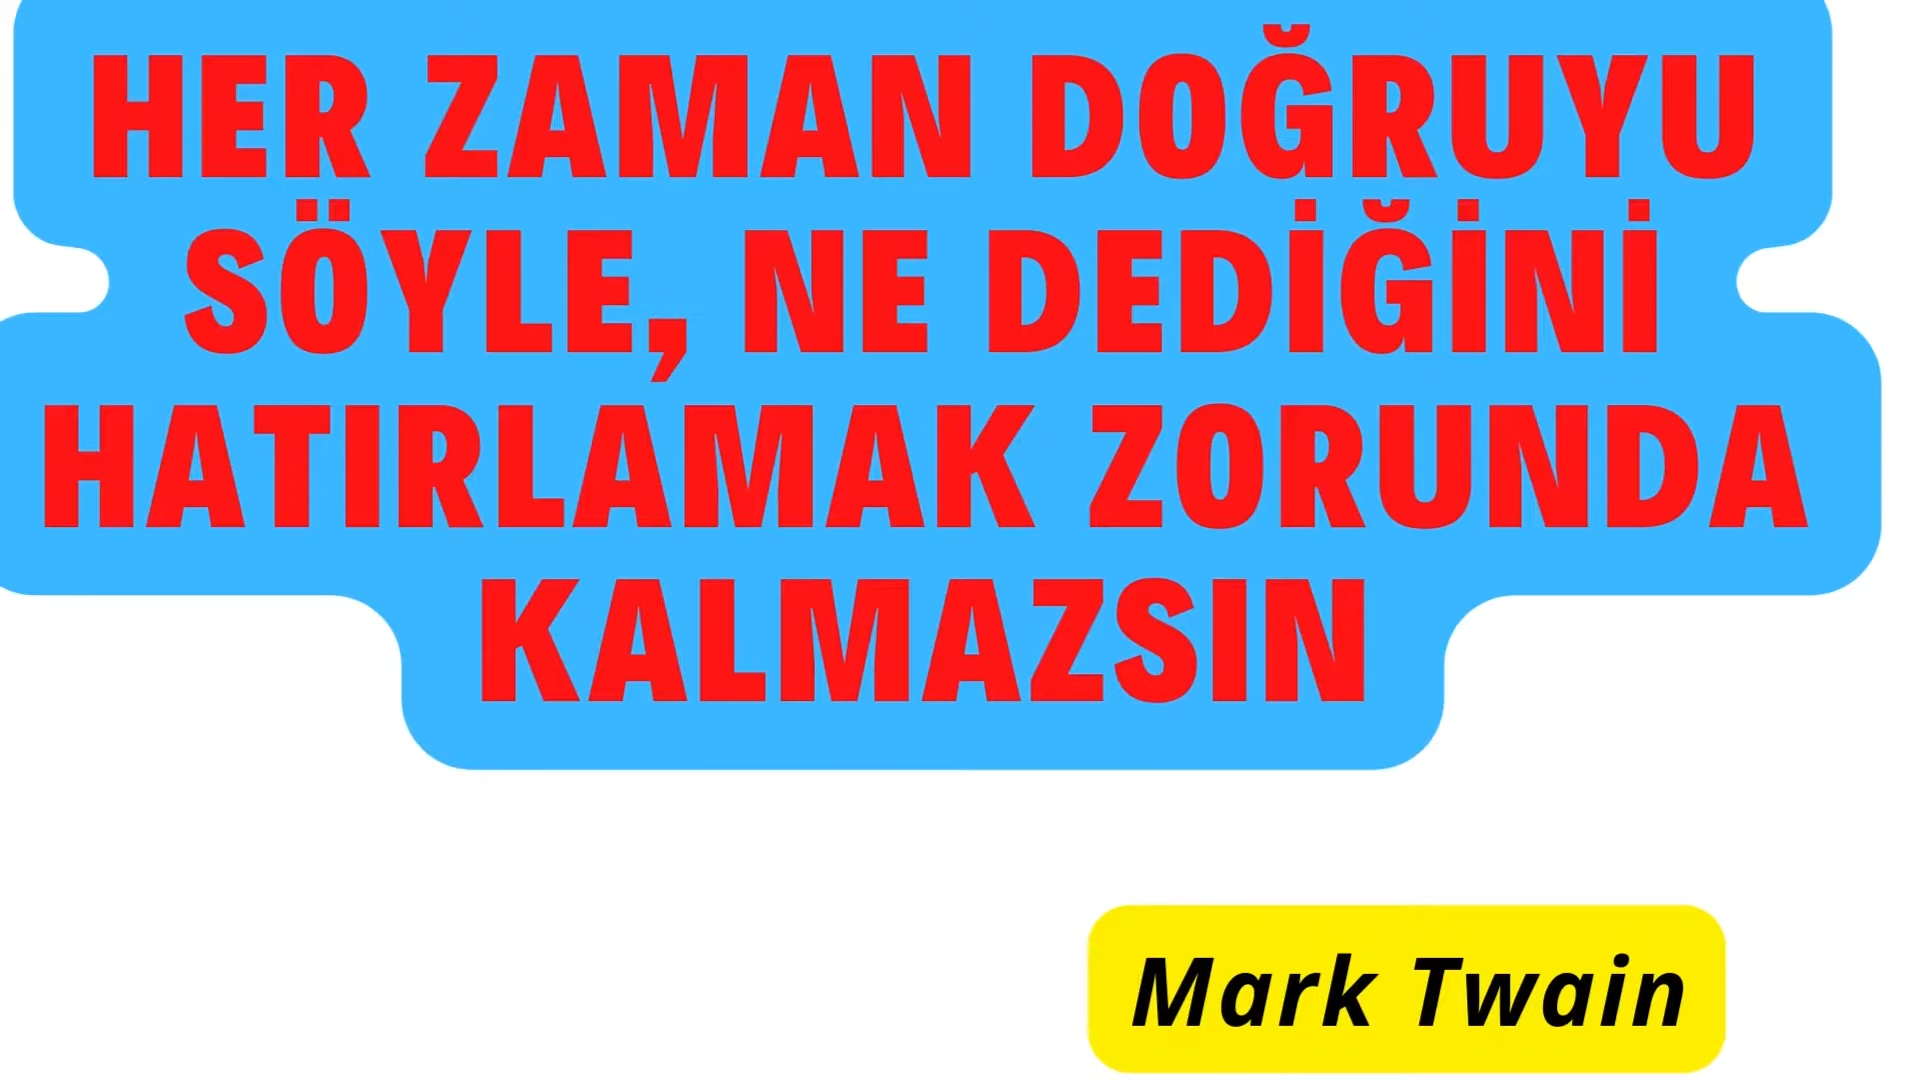 HER ZAMAN DOĞRUYU
SÖYLE, NE DEDİĞİNİ
HATIRLAMAK ZORUNDA
KALMAZSIN
Mark Twain